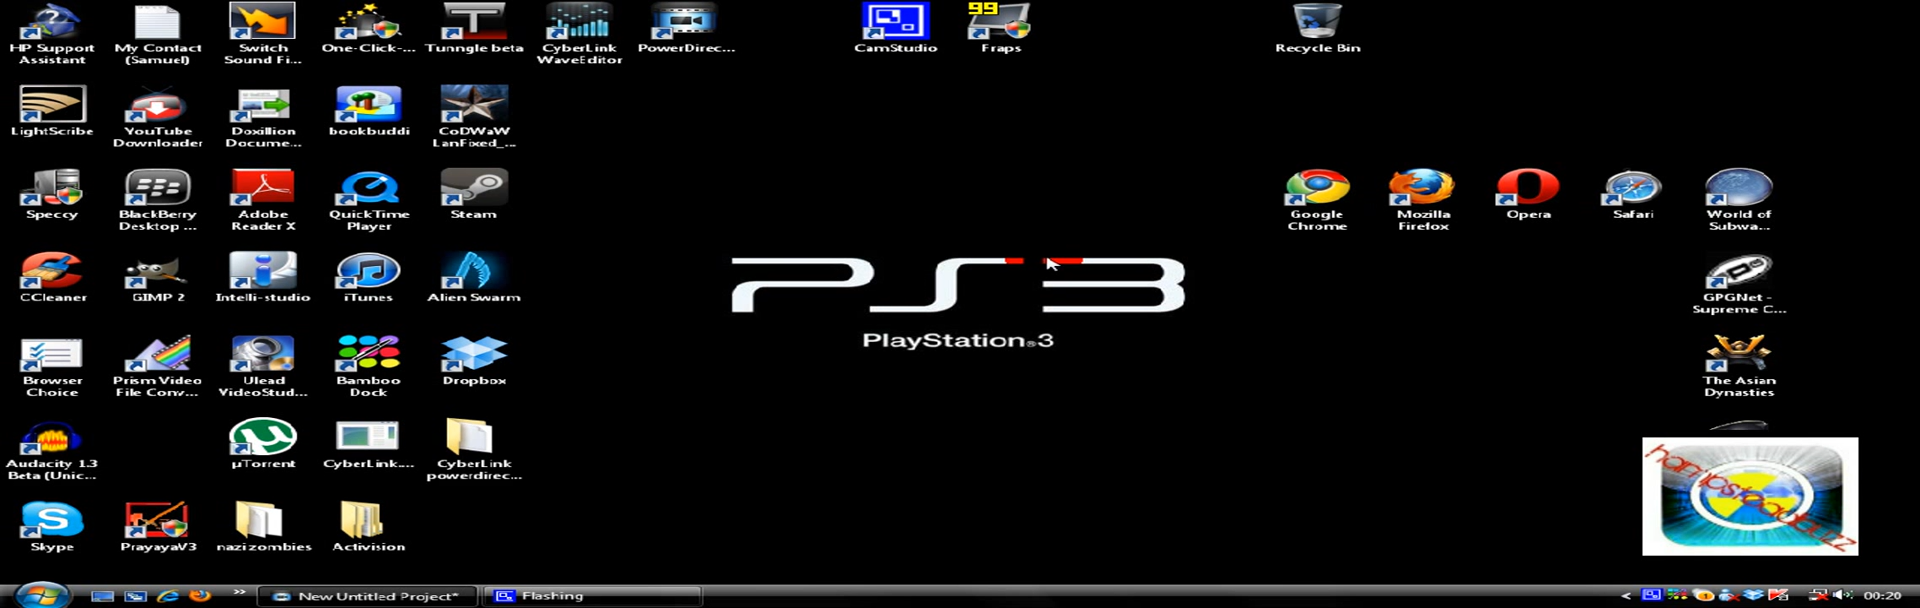 HP Support
Assistant
My Contact
(Samuel)
Switch
Sound Fi...
One-Click-...
Tunngle beta
CyberLink
WaveEditor
PowerDirec...
CamStudio
99
Fraps
Recycle Bin
LightScribe
YouTube
Downloader
Doxillion
Docume...
bookbuddi
CoDWaW
LanFixed_...
Speccy
BlackBerry
Desktop ...
Adobe
Reader X
QuickTime
Player
Steam
Google
Chrome
Mozilla
Firefox
Opera
Safari
World of
Subwa...
CCleaner
GIMP 2
Intelli-studio
iTunes
Alien Swarm
PS3
PlayStation®3
GPGNet -
Supreme C...
Browser
Choice
Prism Video
File Conv...
Ulead
VideoStud...
Bamboo
Dock
Dropbox
The Asian
Dynasties
Audacity 1.3
Beta (Unic...
µTorrent
CyberLink....
CyberLink
powerdirec...
Skype
PrayayaV3
nazi zombies
Activision
New Untitled Project*
Flashing
00:20